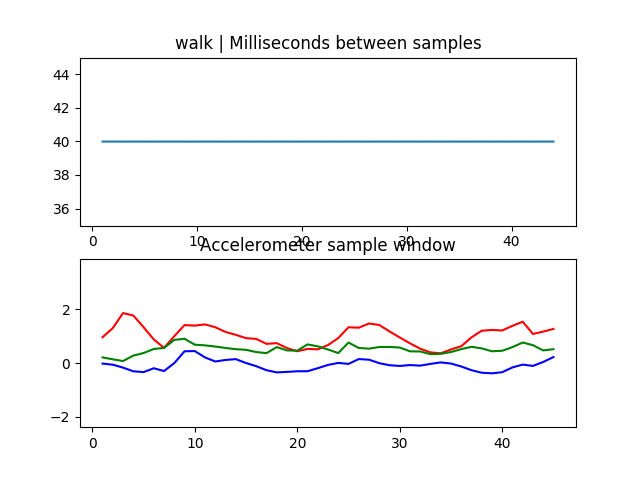 walk | Milliseconds between samples
44
42
40
38
36
0 10 20 30 40
Accelerometer sample window
2
0
−2
0 10 20 30 40